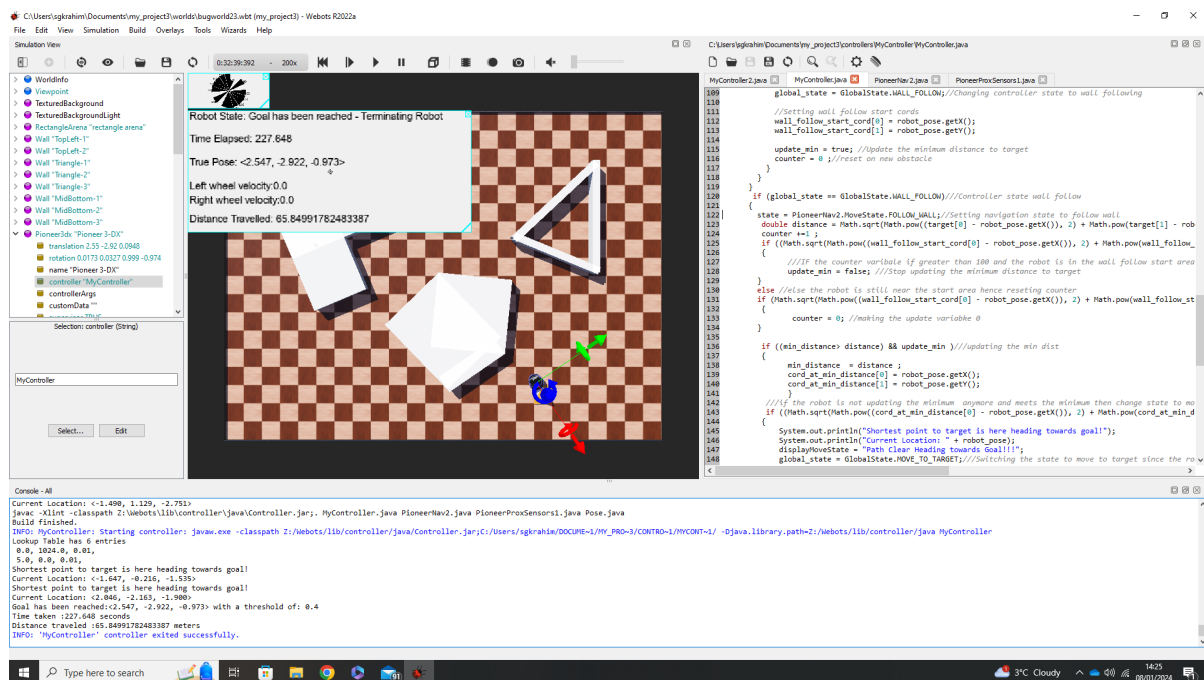 C:\Users\sgkrahim\Documents\my_project3\worlds\bugworld23.wbt (my_project3) - Webots R2022a
File Edit View Simulation Build Overlays Tools Wizards Help
Simulation View
0:32:39:392 - 200x
WorldInfo
Viewpoint
TexturedBackground
TexturedBackgroundLight
RectangleArena "rectangle arena"
Wall "TopLeft-1"
Wall "TopLeft-2"
Wall "Triangle-1"
Wall "Triangle-2"
Wall "Triangle-3"
Wall "MidBottom-1"
Wall "MidBottom-2"
Wall "MidBottom-3"
Pioneer3dx "Pioneer 3-DX"
translation 2.55 -2.92 0.0948
rotation 0.0173 0.0327 0.999 -0.974
name "Pioneer 3-DX"
controller "MyController"
controllerArgs
customData ""
Selection: controller (String)
MyController
Select... Edit
Robot State: Goal has been reached - Terminating Robot
Time Elapsed: 227.648
True Pose: <2.547, -2.922, -0.973>
Left wheel velocity:0.0
Right wheel velocity:0.0
Distance Travelled: 65.84991782483387
C:\Users\sgkrahim\Documents\my_project3\controllers\MyController\MyController.java
MyController2.java MyController.java PioneerNav2.java PioneerProxSensors1.java
109 global_state = GlobalState.WALL_FOLLOW;//Changing controller state to wall following
110
111 //Setting wall follow start cords
112 wall_follow_start_cord[0] = robot_pose.getX();
113 wall_follow_start_cord[1] = robot_pose.getY();
114
115 update_min = true; //Update the minimum distance to target
116 counter = 0 ;//reset on new obstacle
117 }
118 }
119 }
120 if (global_state == GlobalState.WALL_FOLLOW)///Controller state wall follow
121 {
122 state = PioneerNav2.MoveState.FOLLOW_WALL;//Setting navigation state to follow wall
123 double distance = Math.sqrt(Math.pow((target[0] - robot_pose.getX()), 2) + Math.pow(target[1] - rob
124 counter +=1 ;
125 if ((Math.sqrt(Math.pow((wall_follow_start_cord[0] - robot_pose.getX()), 2) + Math.pow(wall_follow_
126 {
127 ///IF the counter varibale if greater than 100 and the robot is in the wall follow start area
128 update_min = false; ///Stop updating the minimum distance to target
129 }
130 else //else the robot is still near the start area hence reseting counter
131 if (Math.sqrt(Math.pow((wall_follow_start_cord[0] - robot_pose.getX()), 2) + Math.pow(wall_follow_st
132 {
133 counter = 0; //making the update variabke 0
134 }
135
136 if ((min_distance> distance) && update_min )///updating the min dist
137 {
138 min_distance = distance ;
139 cord_at_min_distance[0] = robot_pose.getX();
140 cord_at_min_distance[1] = robot_pose.getY();
141 }
142 ///if the robot is not updating the minimum anymore and meets the minimum then change state to mo
143 if ((Math.sqrt(Math.pow((cord_at_min_distance[0] - robot_pose.getX()), 2) + Math.pow(cord_at_min_d
144 {
145 System.out.println("Shortest point to target is here heading towards goal!");
146 System.out.println("Current Location: " + robot_pose);
147 displayMoveState = "Path Clear Heading towards Goal!!!";
148 global_state = GlobalState.MOVE_TO_TARGET;///Switching the state to move to target since the ro
Console - All
Current Location: <-1.490, 1.129, -2.751>
javac -Xlint -classpath Z:\Webots\lib\controller\java\Controller.jar;. MyController.java PioneerNav2.java PioneerProxSensors1.java Pose.java
Build finished.
INFO: MyController: Starting controller: javaw.exe -classpath Z:/Webots/lib/controller/java/Controller.jar;C:/Users/sgkrahim/DOCUME~1/MY_PRO~3/CONTRO~1/MYCONT~1/ -Djava.library.path=Z:/Webots/lib/controller/java MyController
Lookup Table has 6 entries
0.0, 1024.0, 0.01,
5.0, 0.0, 0.01,
Shortest point to target is here heading towards goal!
Current Location: <-1.647, -0.216, -1.535>
Shortest point to target is here heading towards goal!
Current Location: <2.046, -2.163, -1.900>
Goal has been reached:<2.547, -2.922, -0.973> with a threshold of: 0.4
Time taken :227.648 seconds
Distance traveled :65.84991782483387 meters
INFO: 'MyController' controller exited successfully.
Type here to search
91
3°C Cloudy
14:25
08/01/2024